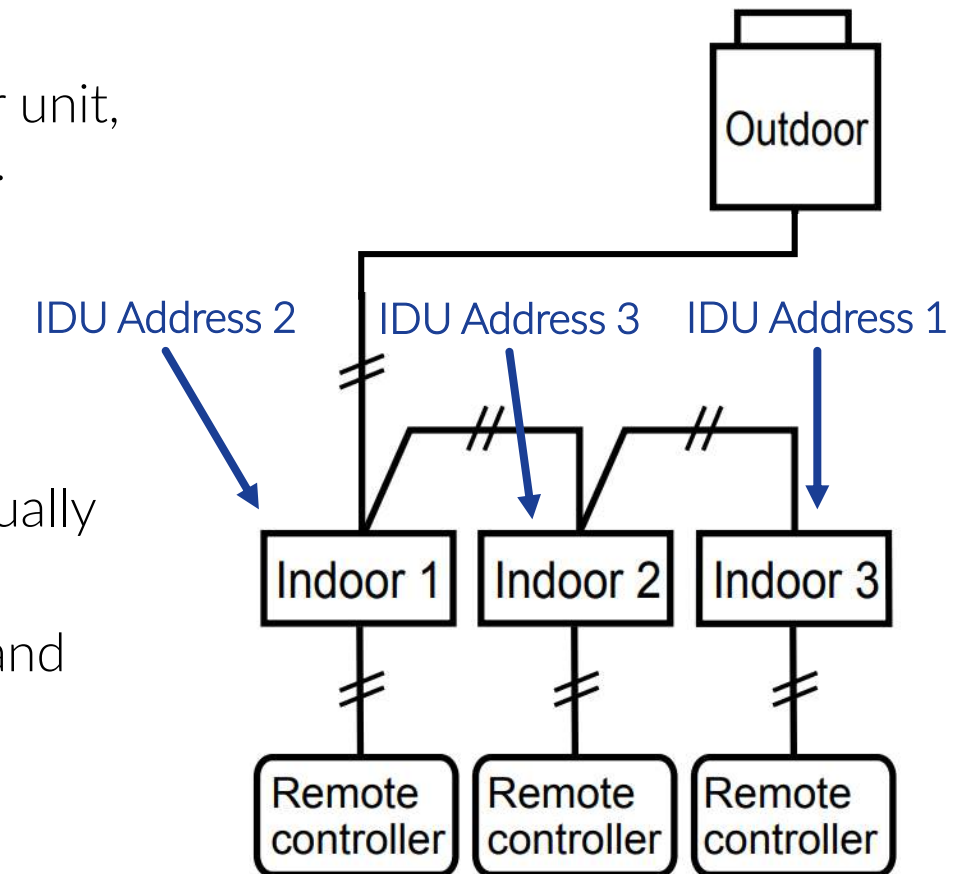 r unit,
.
Outdoor
IDU Address 2
IDU Address 3
IDU Address 1
ually
and
Indoor 1
Indoor 2
Indoor 3
Remote
controller
Remote
controller
Remote
controller